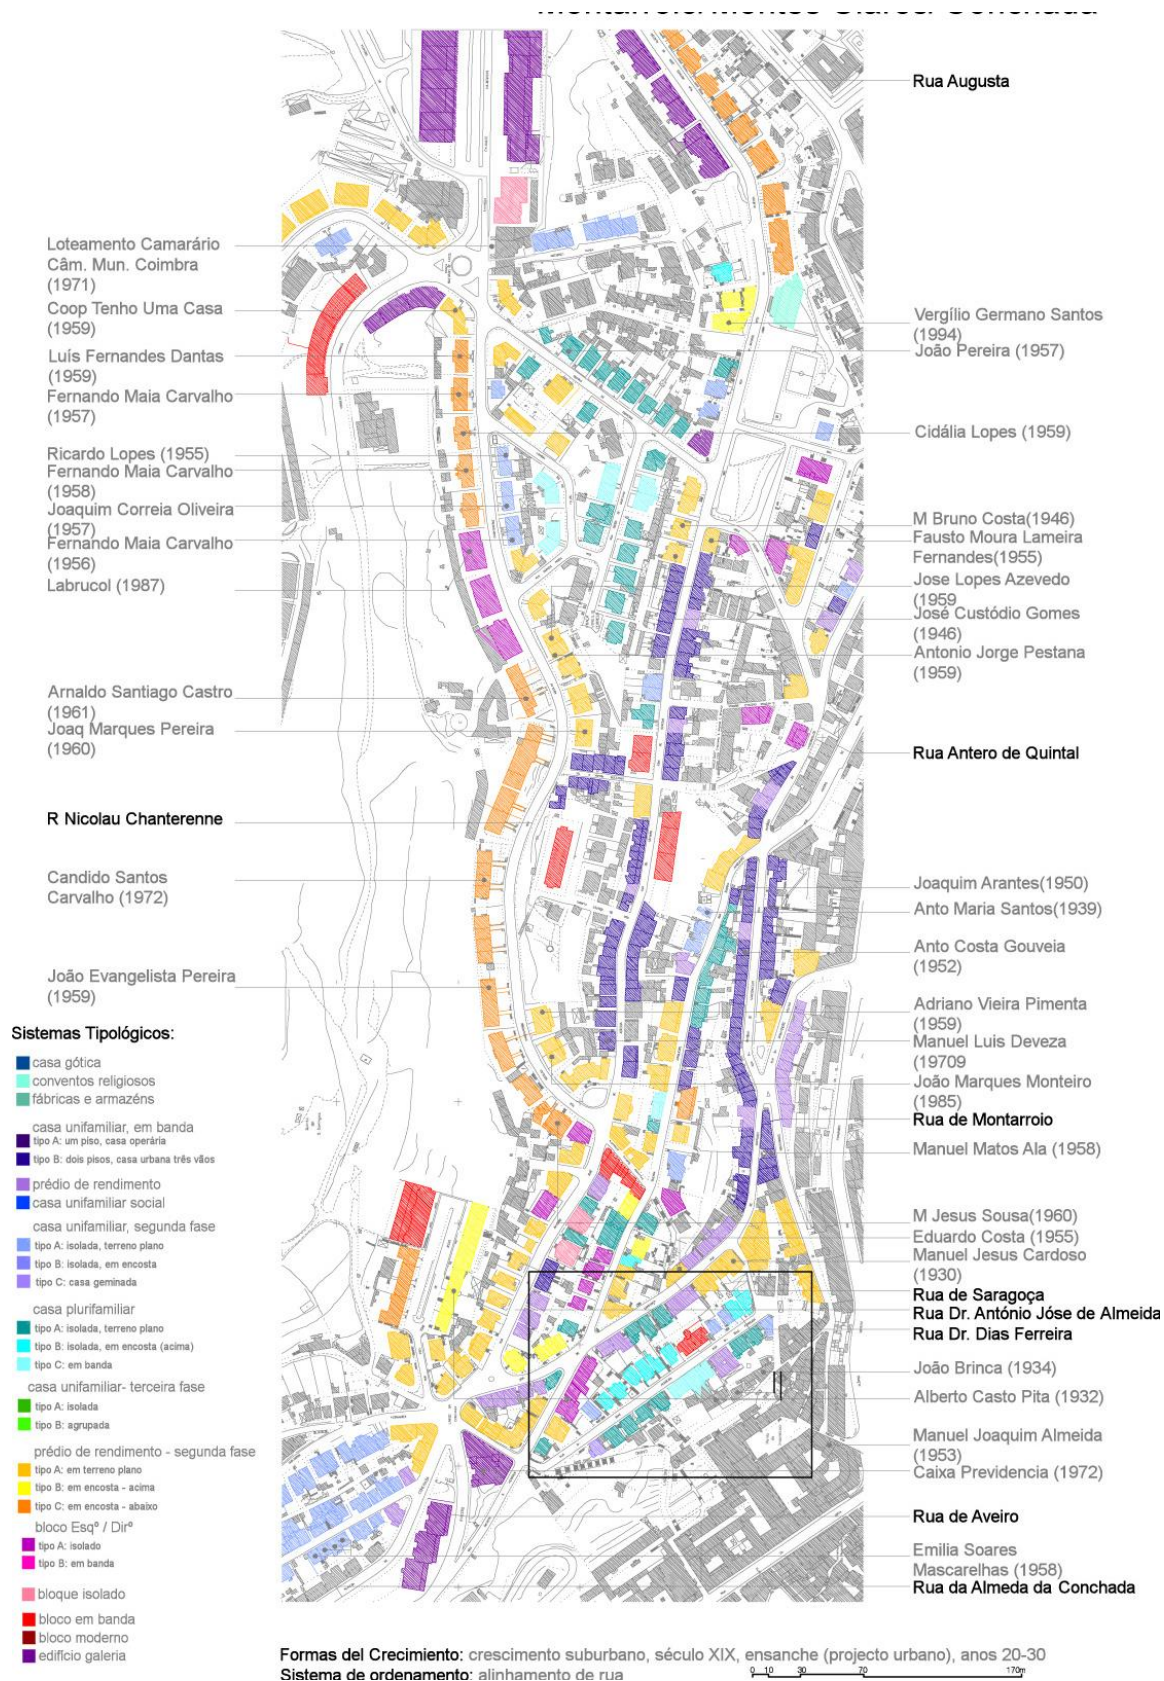 Montarroio/Montes Claros/Conchada
Rua Augusta
Loteamento Camarário
Câm. Mun. Coimbra
(1971)
Coop Tenho Uma Casa
(1959)
Luís Fernandes Dantas
(1959)
Fernando Maia Carvalho
(1957)
Ricardo Lopes (1955)
Fernando Maia Carvalho
(1958)
Joaquim Correia Oliveira
(1957)
Fernando Maia Carvalho
(1956)
Labrucol (1987)
Arnaldo Santiago Castro
(1961)
Joaq Marques Pereira
(1960)
R Nicolau Chanterenne
Candido Santos
Carvalho (1972)
João Evangelista Pereira
(1959)
Vergílio Germano Santos
(1994)
João Pereira (1957)
Cidália Lopes (1959)
M Bruno Costa(1946)
Fausto Moura Lameira
Fernandes(1955)
Jose Lopes Azevedo
(1959
José Custódio Gomes
(1946)
Antonio Jorge Pestana
(1959)
Rua Antero de Quintal
Joaquim Arantes(1950)
Anto Maria Santos(1939)
Anto Costa Gouveia
(1952)
Adriano Vieira Pimenta
(1959)
Manuel Luis Deveza
(19709
João Marques Monteiro
(1985)
Rua de Montarroio
Manuel Matos Ala (1958)
M Jesus Sousa(1960)
Eduardo Costa (1955)
Manuel Jesus Cardoso
(1930)
Rua de Saragoça
Rua Dr. António Jóse de Almeida
Rua Dr. Dias Ferreira
João Brinca (1934)
Alberto Casto Pita (1932)
Manuel Joaquim Almeida
(1953)
Caixa Previdencia (1972)
Rua de Aveiro
Emilia Soares
Mascarelhas (1958)
Rua da Almeda da Conchada
Sistemas Tipológicos:
casa gótica
conventos religiosos
fábricas e armazéns
casa unifamiliar, em banda
tipo A: um piso, casa operária
tipo B: dois pisos, casa urbana três vãos
prédio de rendimento
casa unifamiliar social
casa unifamiliar, segunda fase
tipo A: isolada, terreno plano
tipo B: isolada, em encosta
tipo C: casa geminada
casa plurifamiliar
tipo A: isolada, terreno plano
tipo B: isolada, em encosta (acima)
tipo C: em banda
casa unifamiliar- terceira fase
tipo A: isolada
tipo B: agrupada
prédio de rendimento - segunda fase
tipo A: em terreno plano
tipo B: em encosta - acima
tipo C: em encosta - abaixo
bloco Esqº / Dirº
tipo A: isolado
tipo B: em banda
bloque isolado
bloco em banda
bloco moderno
edifício galeria
Formas del Crecimiento: crescimento suburbano, século XIX, ensanche (projecto urbano), anos 20-30
Sistema de ordenamento: alinhamento de rua
0 10 30 70 170m